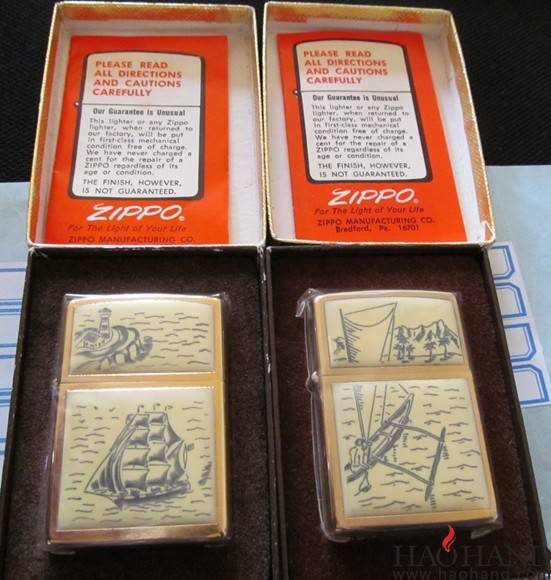 PLEASE READ
ALL DIRECTIONS
AND CAUTIONS
CAREFULLY
Our Guarantee is Unusual
This lighter or any Zippo
lighter, when returned to
our factory, will be put
in first-class mechanical
condition free of charge.
We have never charged a
cent for the repair of a
ZIPPO regardless of its
age or condition.
THE FINISH, HOWEVER,
IS NOT GUARANTEED.
ZIPPO®
For The Light of Your Life
ZIPPO MANUFACTURING CO.
PLEASE READ
ALL DIRECTIONS
AND CAUTIONS
CAREFULLY
Our Guarantee is Unusual
This lighter or any Zippo
lighter, when returned to
our factory, will be put
in first-class mechanical
condition free of charge.
We have never charged a
cent for the repair of a
ZIPPO regardless of its
age or condition.
THE FINISH, HOWEVER,
IS NOT GUARANTEED.
ZIPPO®
For The Light of Your Life
ZIPPO MANUFACTURING CO.
Bradford, Pa. 16701
HAOHAND
www.haohand.com